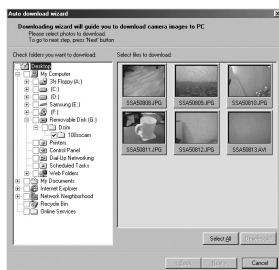 Auto download wizard
Downloading wizard will guide you to download camera images to PC
Please select photos to download.
To go to next step, press 'Next' button
Check folders you want to download:
Select files to download:
Desktop
My Computer
3½ Floppy (A:)
(C:)
(D:)
Samsung (E:)
(F:)
Removable Disk (G:)
Dcim
100sscam
Printers
Control Panel
Dial-Up Networking
Scheduled Tasks
Web Folders
My Documents
Internet Explorer
Network Neighborhood
Recycle Bin
Online Services
SSA50808.JPG
SSA50809.JPG
SSA50810.JPG
SSA50811.JPG
SSA50812.JPG
SSA50813.AVI
Select All
Cancel